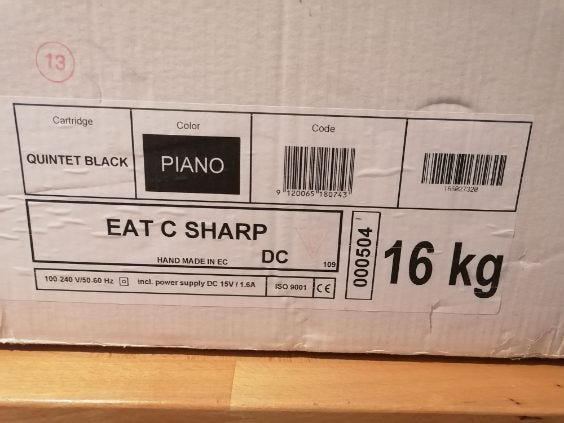 13
Cartridge
QUINTET BLACK
Color
PIANO
Code
9 120065 180743
168027320
EAT C SHARP
HAND MADE IN EC
DC
109
100-240 V/50-60 Hz
incl. power supply DC 15V / 1.6A
ISO 9001
CE
000504
16 kg